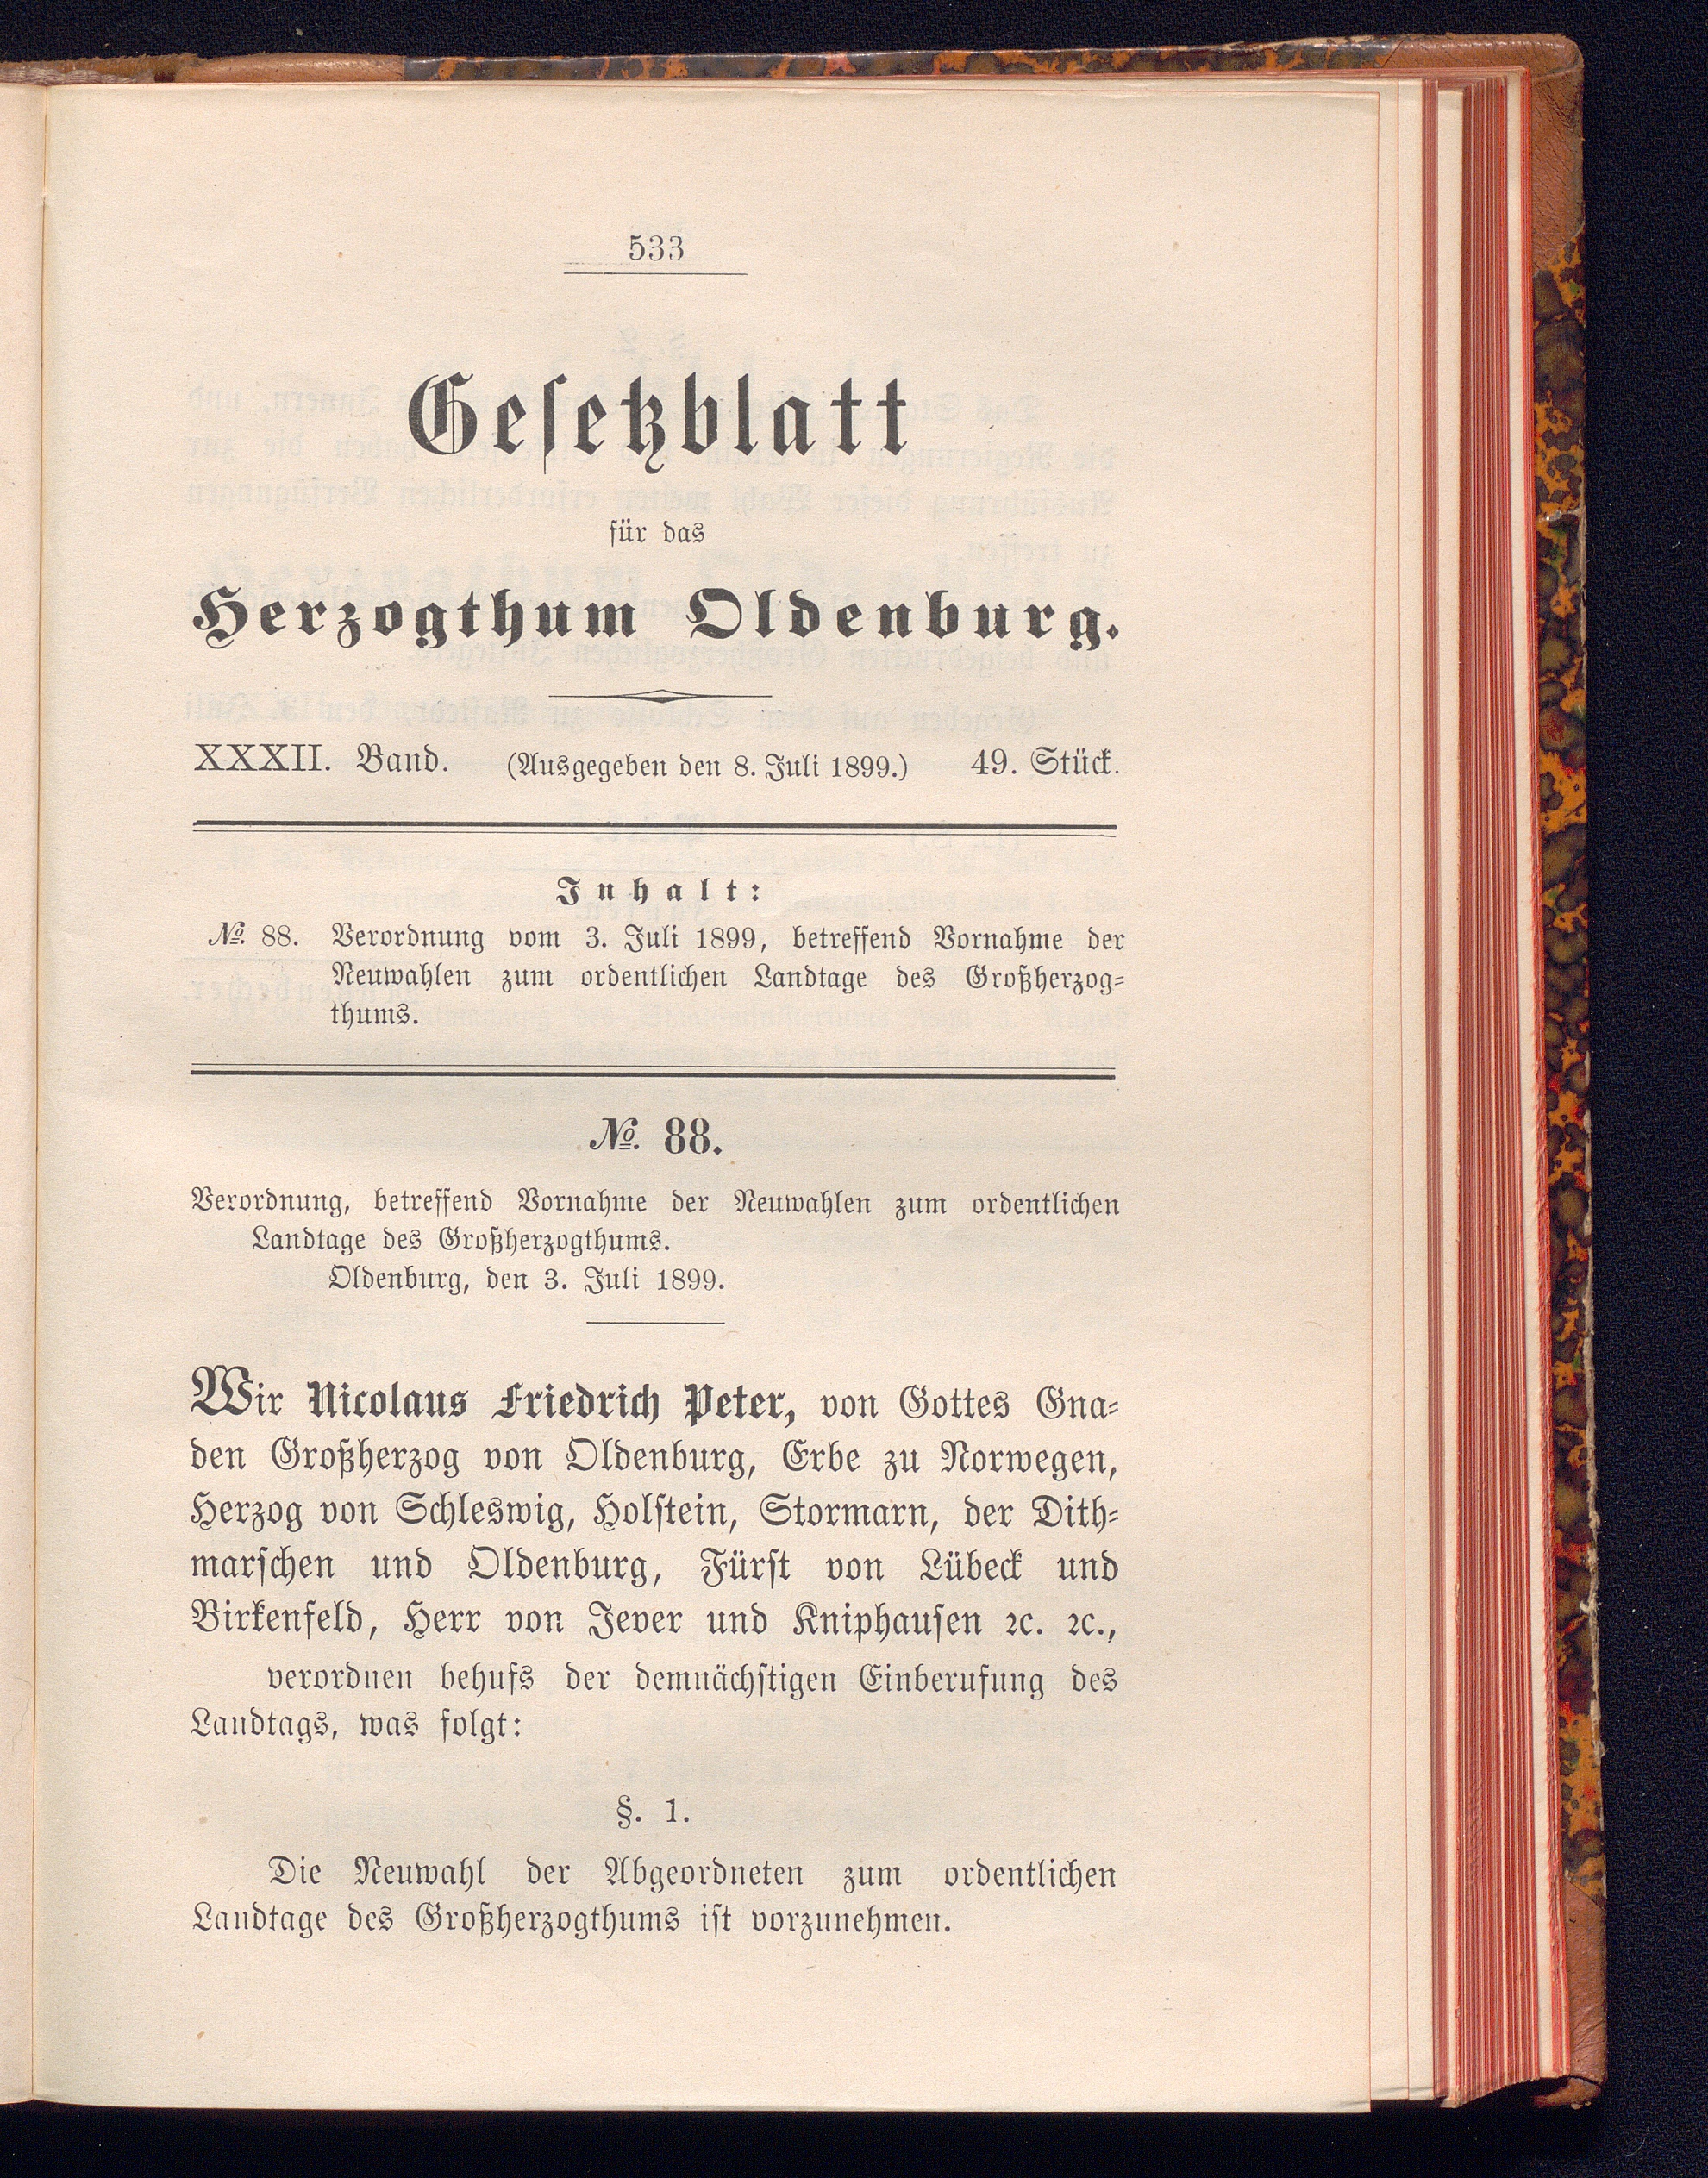 533
Gesetzblatt
für das
Herzogthum Oldenburg.
XXXII. Band. (Ausgegeben den 8. Juli 1899.) 49. Stück.
Inhalt:
№. 88. Verordnung vom 3. Juli 1899, betreffend Vornahme der
Neuwahlen zum ordentlichen Landtage des Großherzog-
thums.
№. 88.
Verordnung, betreffend Vornahme der Neuwahlen zum ordentlichen
Landtage des Großherzogthums.
Oldenburg, den 3. Juli 1899.
Wir Nicolaus Friedrich Peter, von Gottes Gna-
den Großherzog von Oldenburg, Erbe zu Norwegen,
Herzog von Schleswig, Holstein, Stormarn, der Dith-
marschen und Oldenburg, Fürst von Lübeck und
Birkenfeld, Herr von Jever und Kniphausen ꝛc. ꝛc.,
verordnen behufs der demnächstigen Einberufung des
Landtags, was folgt:
§. 1.
Die Neuwahl der Abgeordneten zum ordentlichen
Landtage des Großherzogthums ist vorzunehmen.